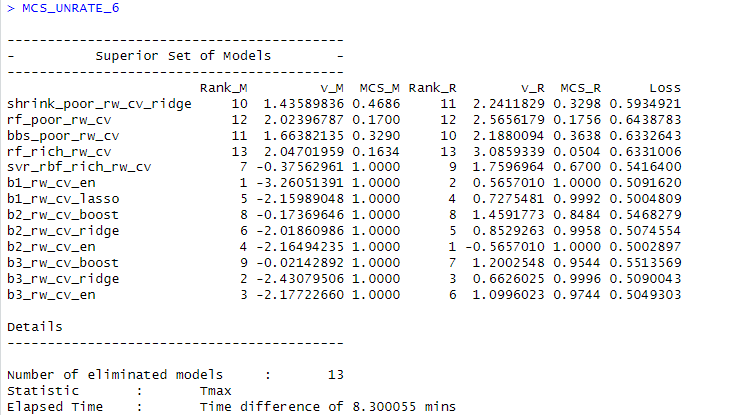 > MCS_UNRATE_6
------------------------------------------
-          Superior Set of Models          -
------------------------------------------
                        Rank_M         v_M  MCS_M Rank_R        v_R  MCS_R      Loss
shrink_poor_rw_cv_ridge     10  1.43589836 0.4686     11  2.2411829 0.3298 0.5934921
rf_poor_rw_cv               12  2.02396787 0.1700     12  2.5656179 0.1756 0.6438783
bbs_poor_rw_cv              11  1.66382135 0.3290     10  2.1880094 0.3638 0.6332643
rf_rich_rw_cv               13  2.04701959 0.1634     13  3.0859339 0.0504 0.6331006
svr_rbf_rich_rw_cv           7 -0.37562961 1.0000      9  1.7596964 0.6700 0.5416400
b1_rw_cv_en                  1 -3.26051391 1.0000      2  0.5657010 1.0000 0.5091620
b1_rw_cv_lasso               5 -2.15989048 1.0000      4  0.7275481 0.9992 0.5004809
b2_rw_cv_boost               8 -0.17369646 1.0000      8  1.4591773 0.8484 0.5468279
b2_rw_cv_ridge               6 -2.01860986 1.0000      5  0.8529263 0.9958 0.5074554
b2_rw_cv_en                  4 -2.16494235 1.0000      1 -0.5657010 1.0000 0.5002897
b3_rw_cv_boost               9 -0.02142892 1.0000      7  1.2002548 0.9544 0.5513569
b3_rw_cv_ridge               2 -2.43079506 1.0000      3  0.6626025 0.9996 0.5090043
b3_rw_cv_en                  3 -2.17722660 1.0000      6  1.0996023 0.9744 0.5049303
Details
------------------------------------------
Number of eliminated models     :       13
Statistic       :       Tmax
Elapsed Time    :       Time difference of 8.300055 mins